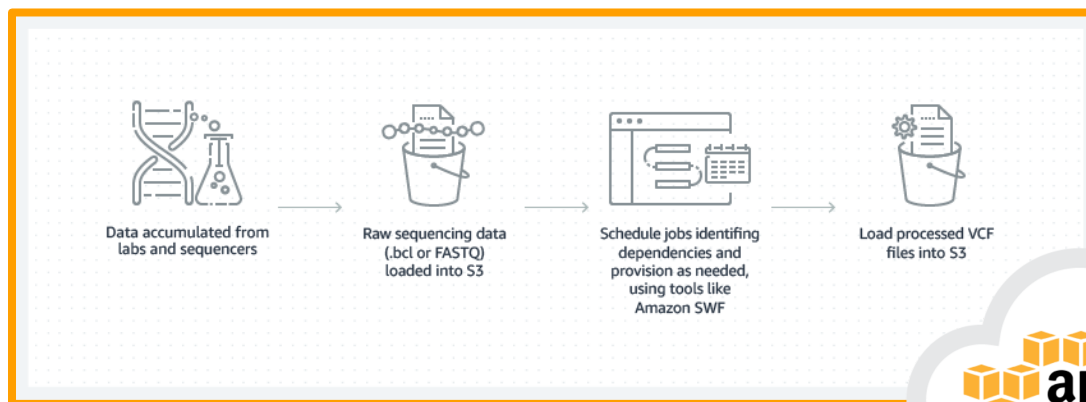 Data accumulated from
labs and sequencers
Raw sequencing data
(.bcl or FASTQ)
loaded into S3
Schedule jobs identifing
dependencies and
provision as needed,
using tools like
Amazon SWF
Load processed VCF
files into S3